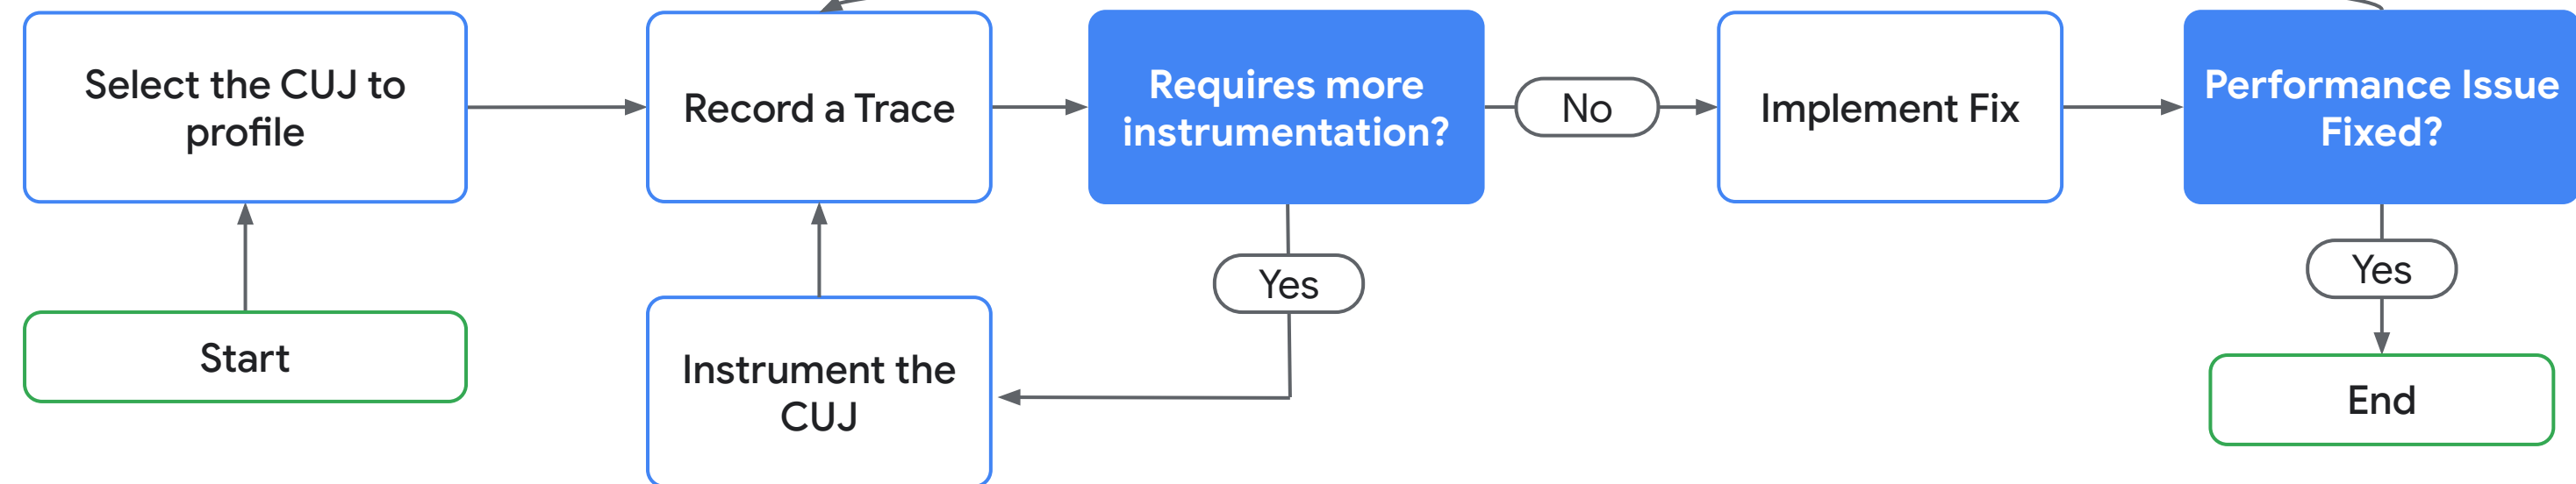 Select the CUJ to
profile
Record a Trace
Requires more
instrumentation?
No
Implement Fix
Performance Issue
Fixed?
Yes
Yes
Start
Instrument the
CUJ
End